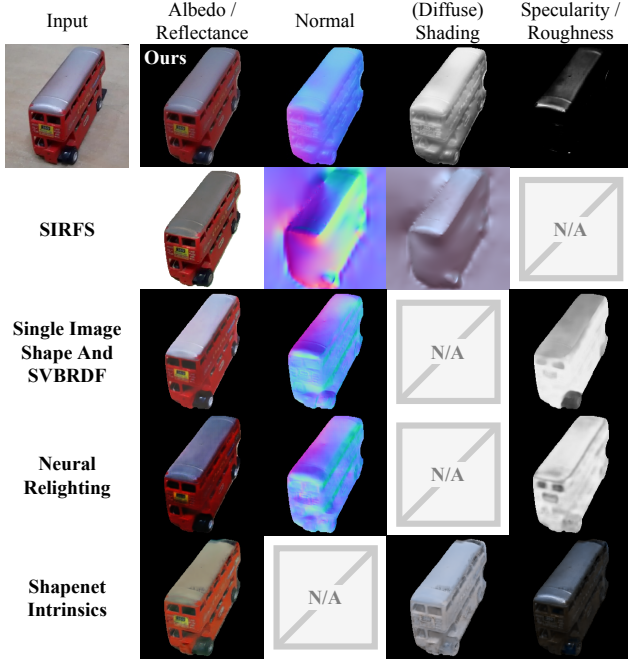 Input
Albedo /
Reflectance
Normal
(Diffuse)
Shading
Specularity /
Roughness
Ours
SIRFS
N/A
Single Image
Shape And
SVBRDF
N/A
Neural
Relighting
N/A
Shapenet
Intrinsics
N/A